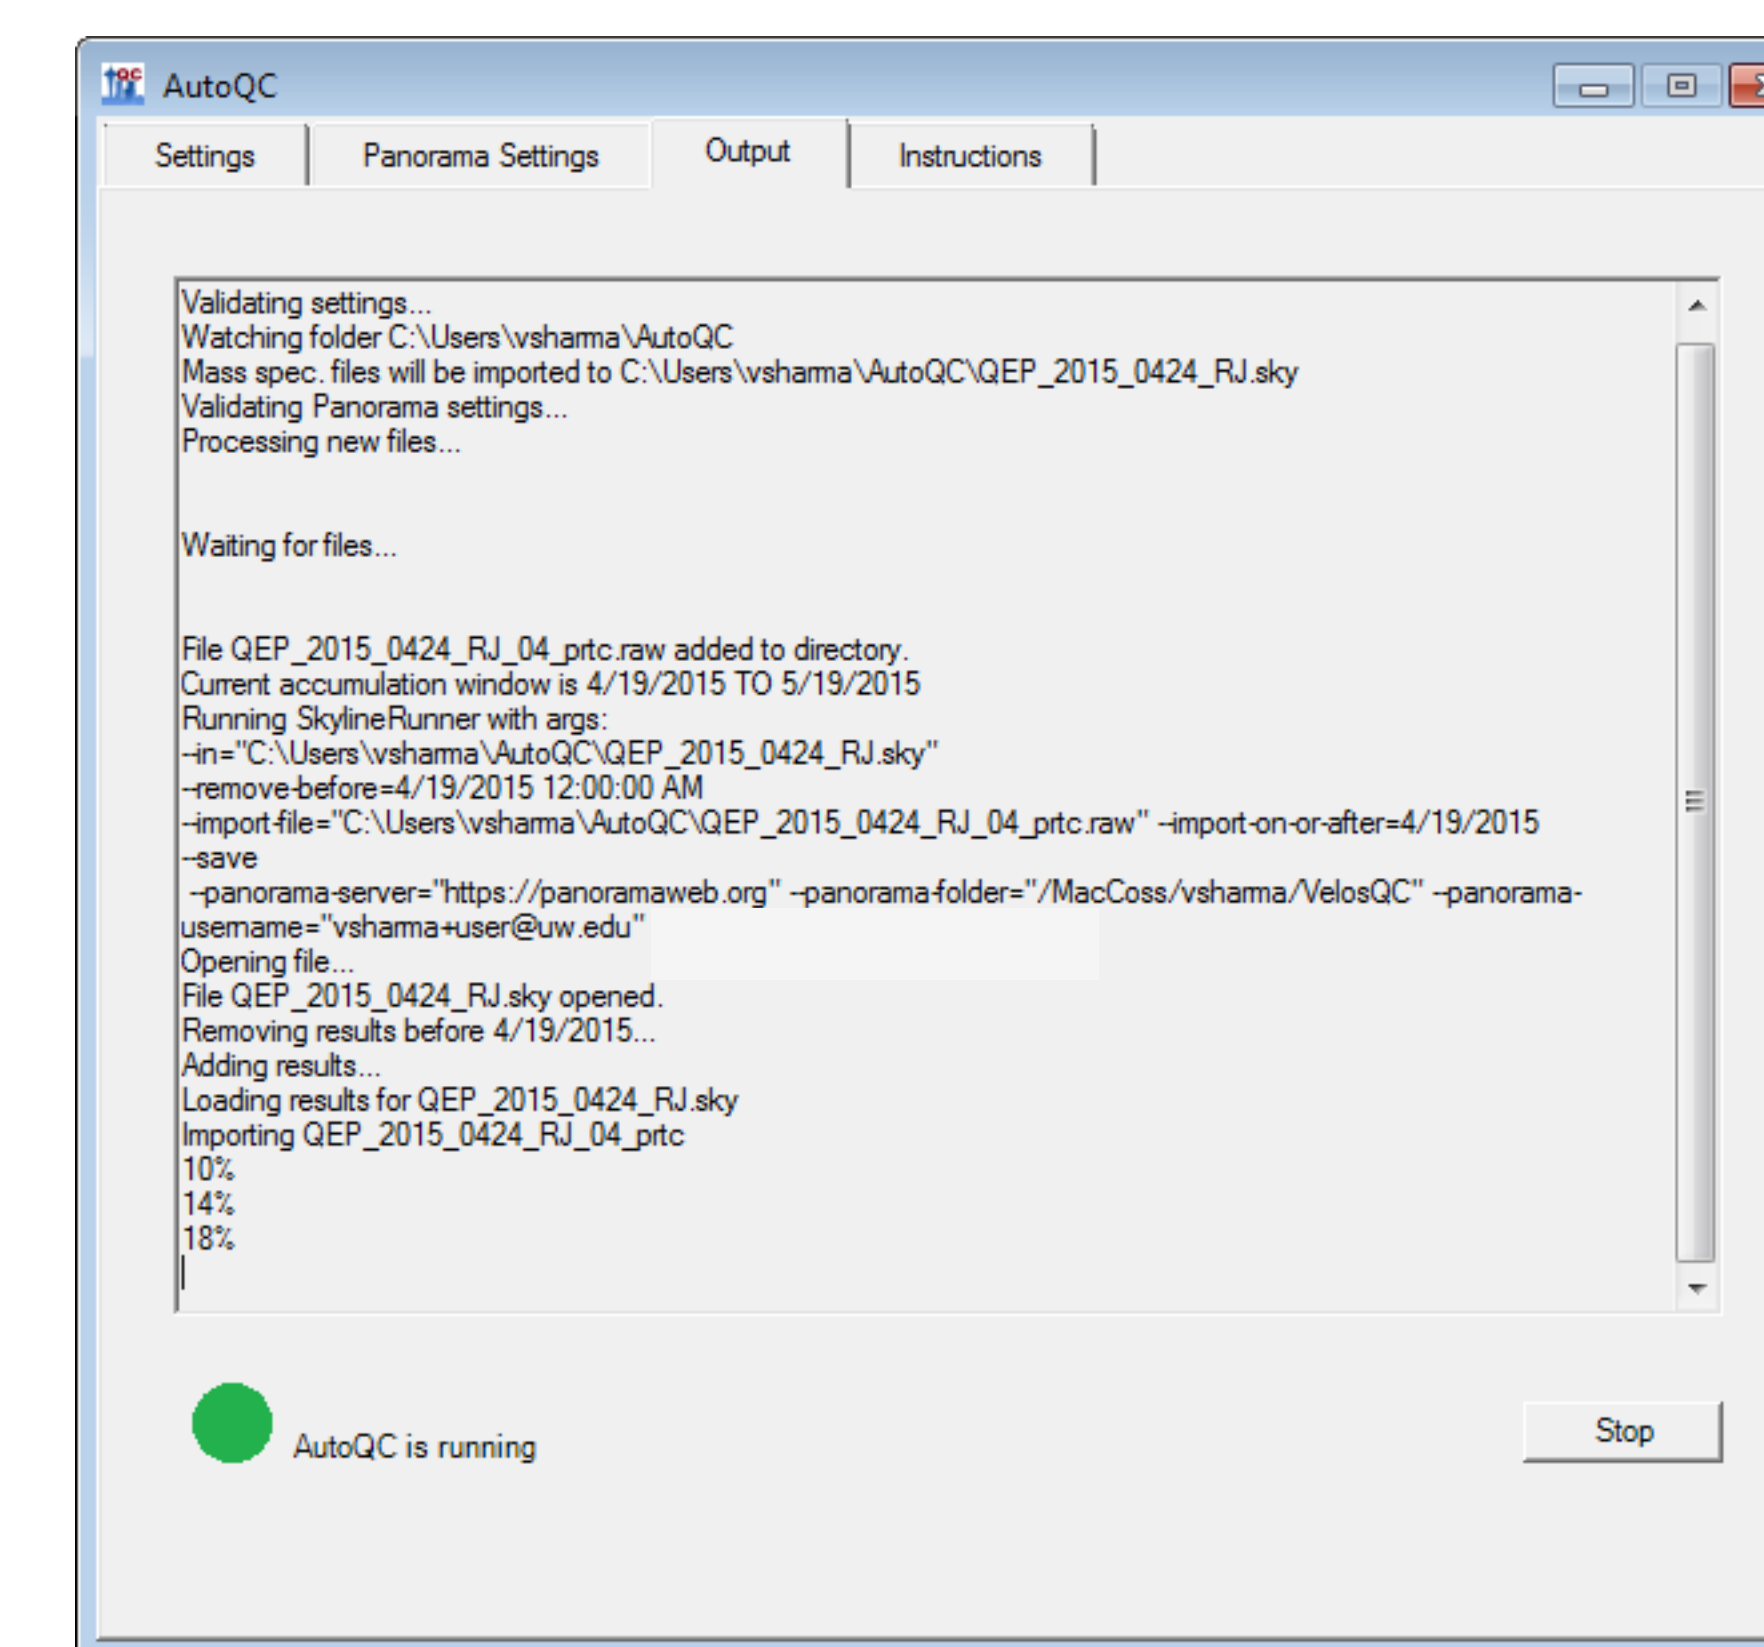 AutoQC
Settings
Panorama Settings
Output
Instructions
Validating settings...
Watching folder C:\Users\vsharma\AutoQC
Mass spec. files will be imported to C:\Users\vsharma\AutoQC\QEP_2015_0424_RJ.sky
Validating Panorama settings...
Processing new files...
Waiting for files...
File QEP_2015_0424_RJ_04_prtc.raw added to directory.
Current accumulation window is 4/19/2015 TO 5/19/2015
Running SkylineRunner with args:
--in="C:\Users\vsharma\AutoQC\QEP_2015_0424_RJ.sky"
--remove-before=4/19/2015 12:00:00 AM
--import-file="C:\Users\vsharma\AutoQC\QEP_2015_0424_RJ_04_prtc.raw" --import-on-or-after=4/19/2015
--save
--panorama-server="https://panoramaweb.org" --panorama-folder="/MacCoss/vsharma/VelosQC" --panorama-
username="vsharma+user@uw.edu"
Opening file...
File QEP_2015_0424_RJ.sky opened.
Removing results before 4/19/2015...
Adding results...
Loading results for QEP_2015_0424_RJ.sky
Importing QEP_2015_0424_RJ_04_prtc
10%
14%
18%
AutoQC is running
Stop